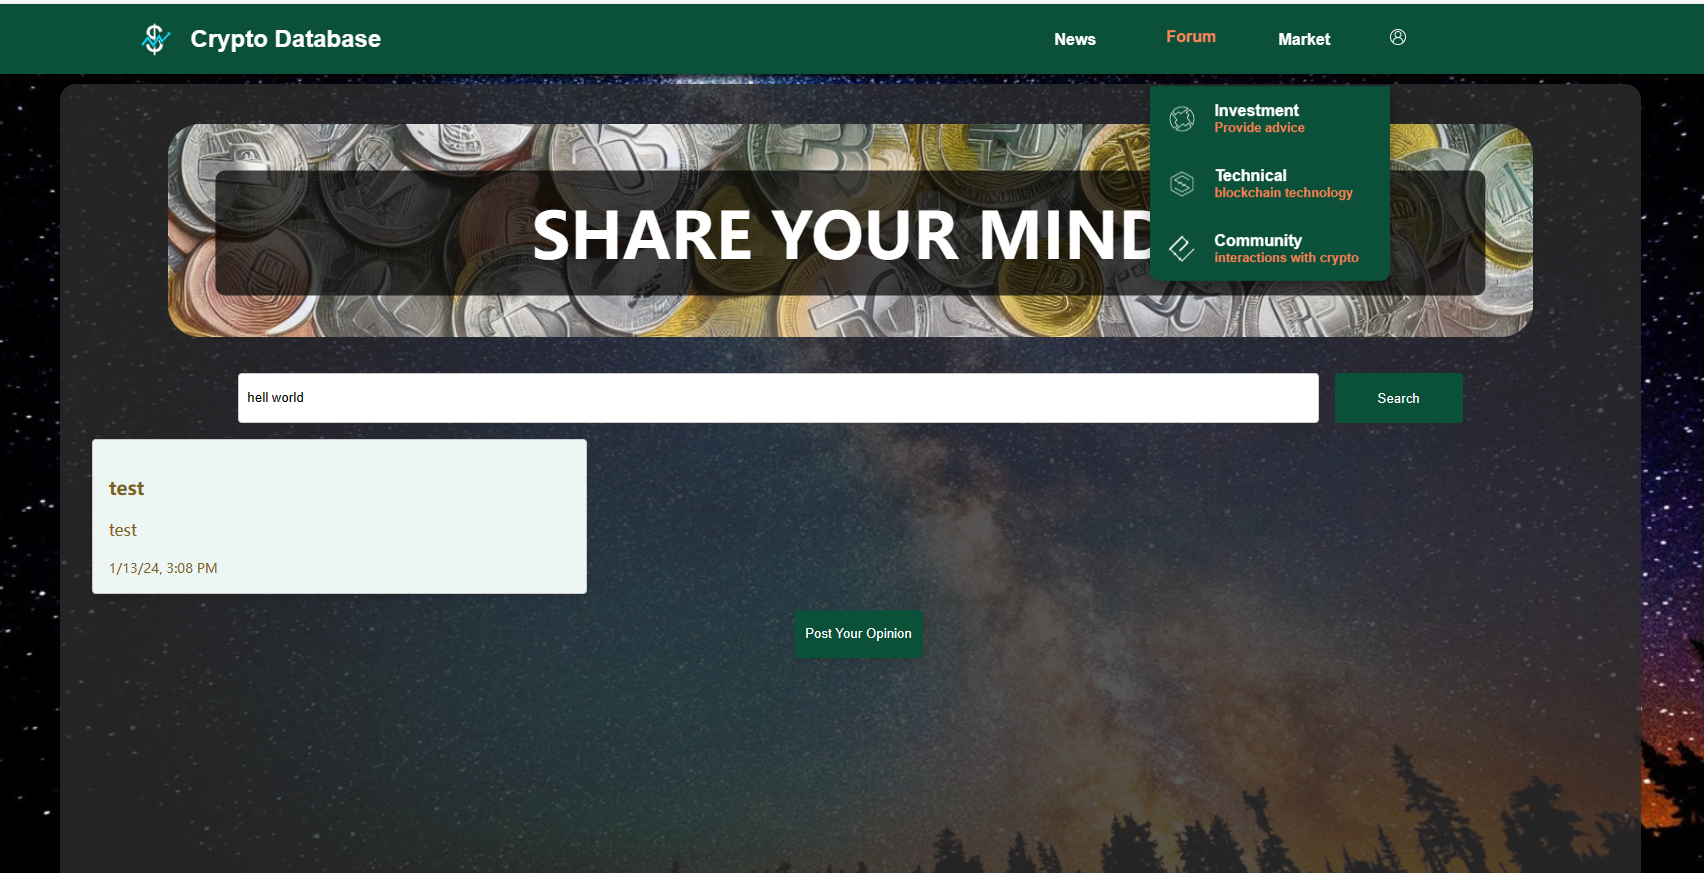 Crypto Database
News
Forum
Market
Investment
Provide advice
Technical
blockchain technology
Community
interactions with crypto
SHARE YOUR MIND
hell world
Search
test
test
1/13/24, 3:08 PM
Post Your Opinion